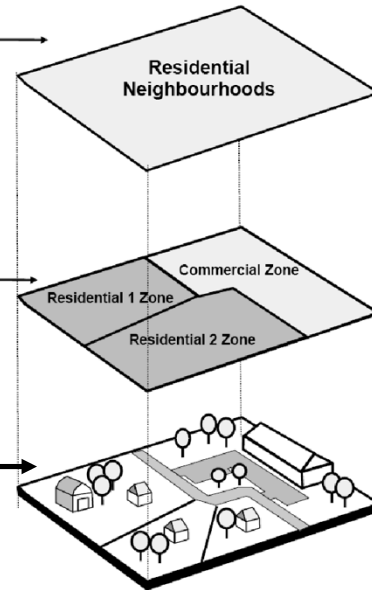 Residential
Neighbourhoods
Commercial Zone
Residential 1 Zone
Residential 2 Zone